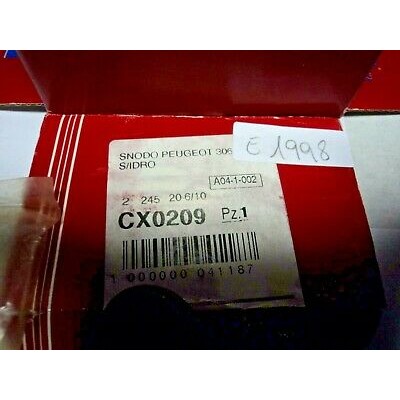 SNODO PEUGEOT 306
E 1998
S/IDRO
A04-1-002
2 245 20-6/10
CX0209 Pz.1
1 000000 041187